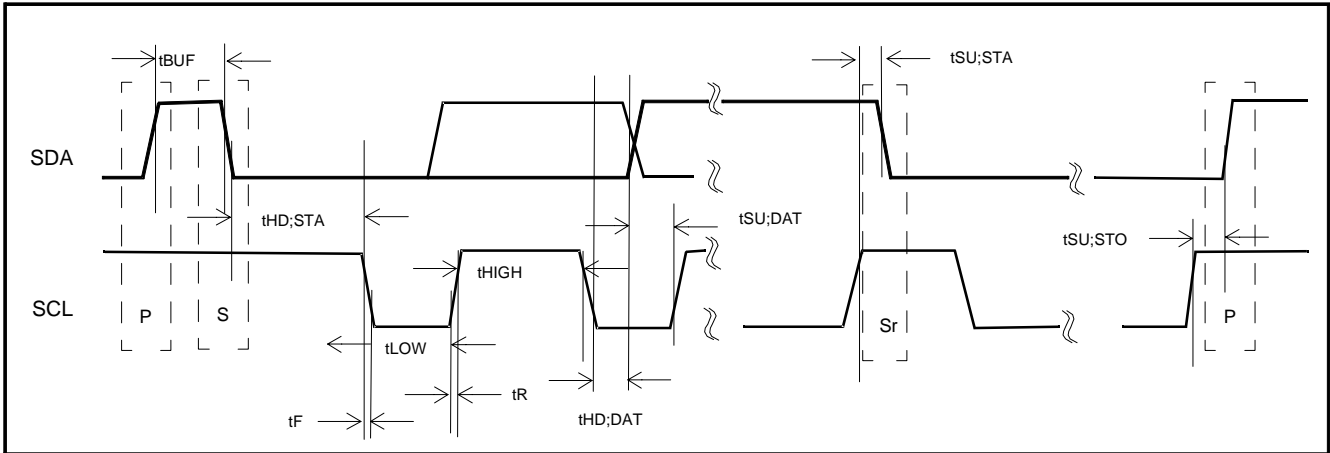 tBUF
tSU;STA
SDA
tHD;STA
tSU;DAT
tSU;STO
tHIGH
SCL
P
S
Sr
P
tLOW
tR
tF
tHD;DAT